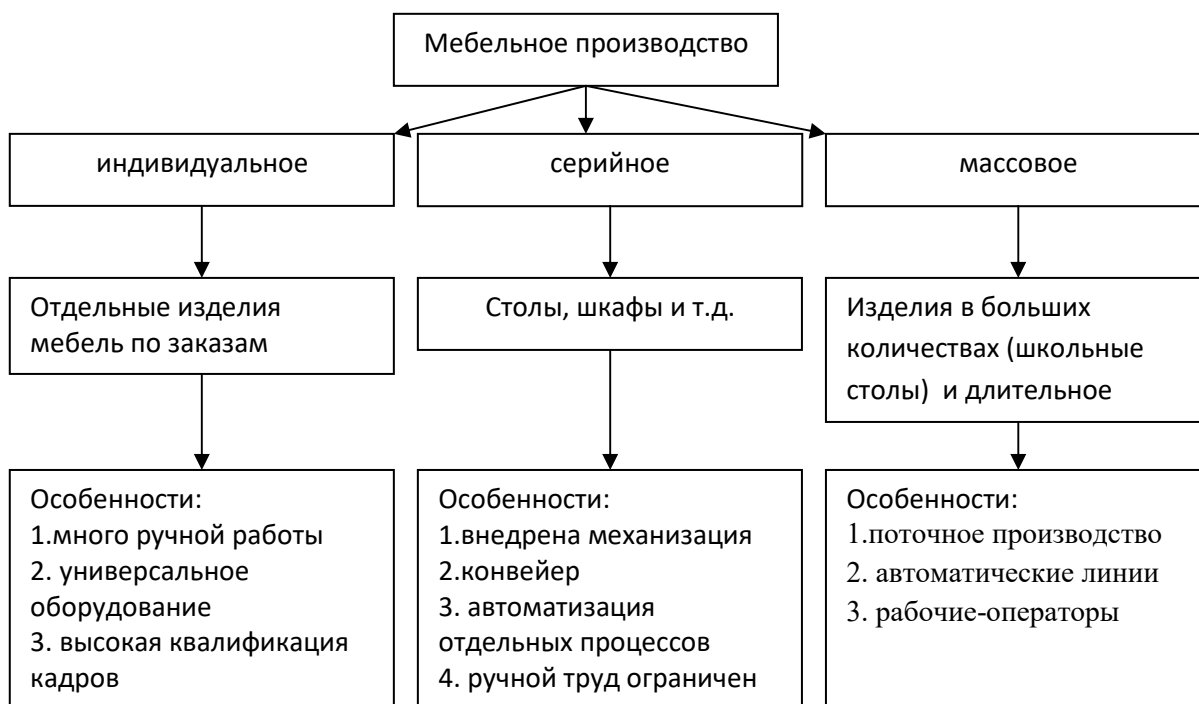 Мебельное производство
индивидуальное
серийное
массовое
Отдельные изделия
мебель по заказам
Столы, шкафы и т.д.
Изделия в больших
количествах (школьные
столы)  и длительное
Особенности:
1.много ручной работы
2. универсальное
оборудование
3. высокая квалификация
кадров
Особенности:
1.внедрена механизация
2.конвейер
3. автоматизация
отдельных процессов
4. ручной труд ограничен
Особенности:
1.поточное производство
2. автоматические линии
3. рабочие-операторы